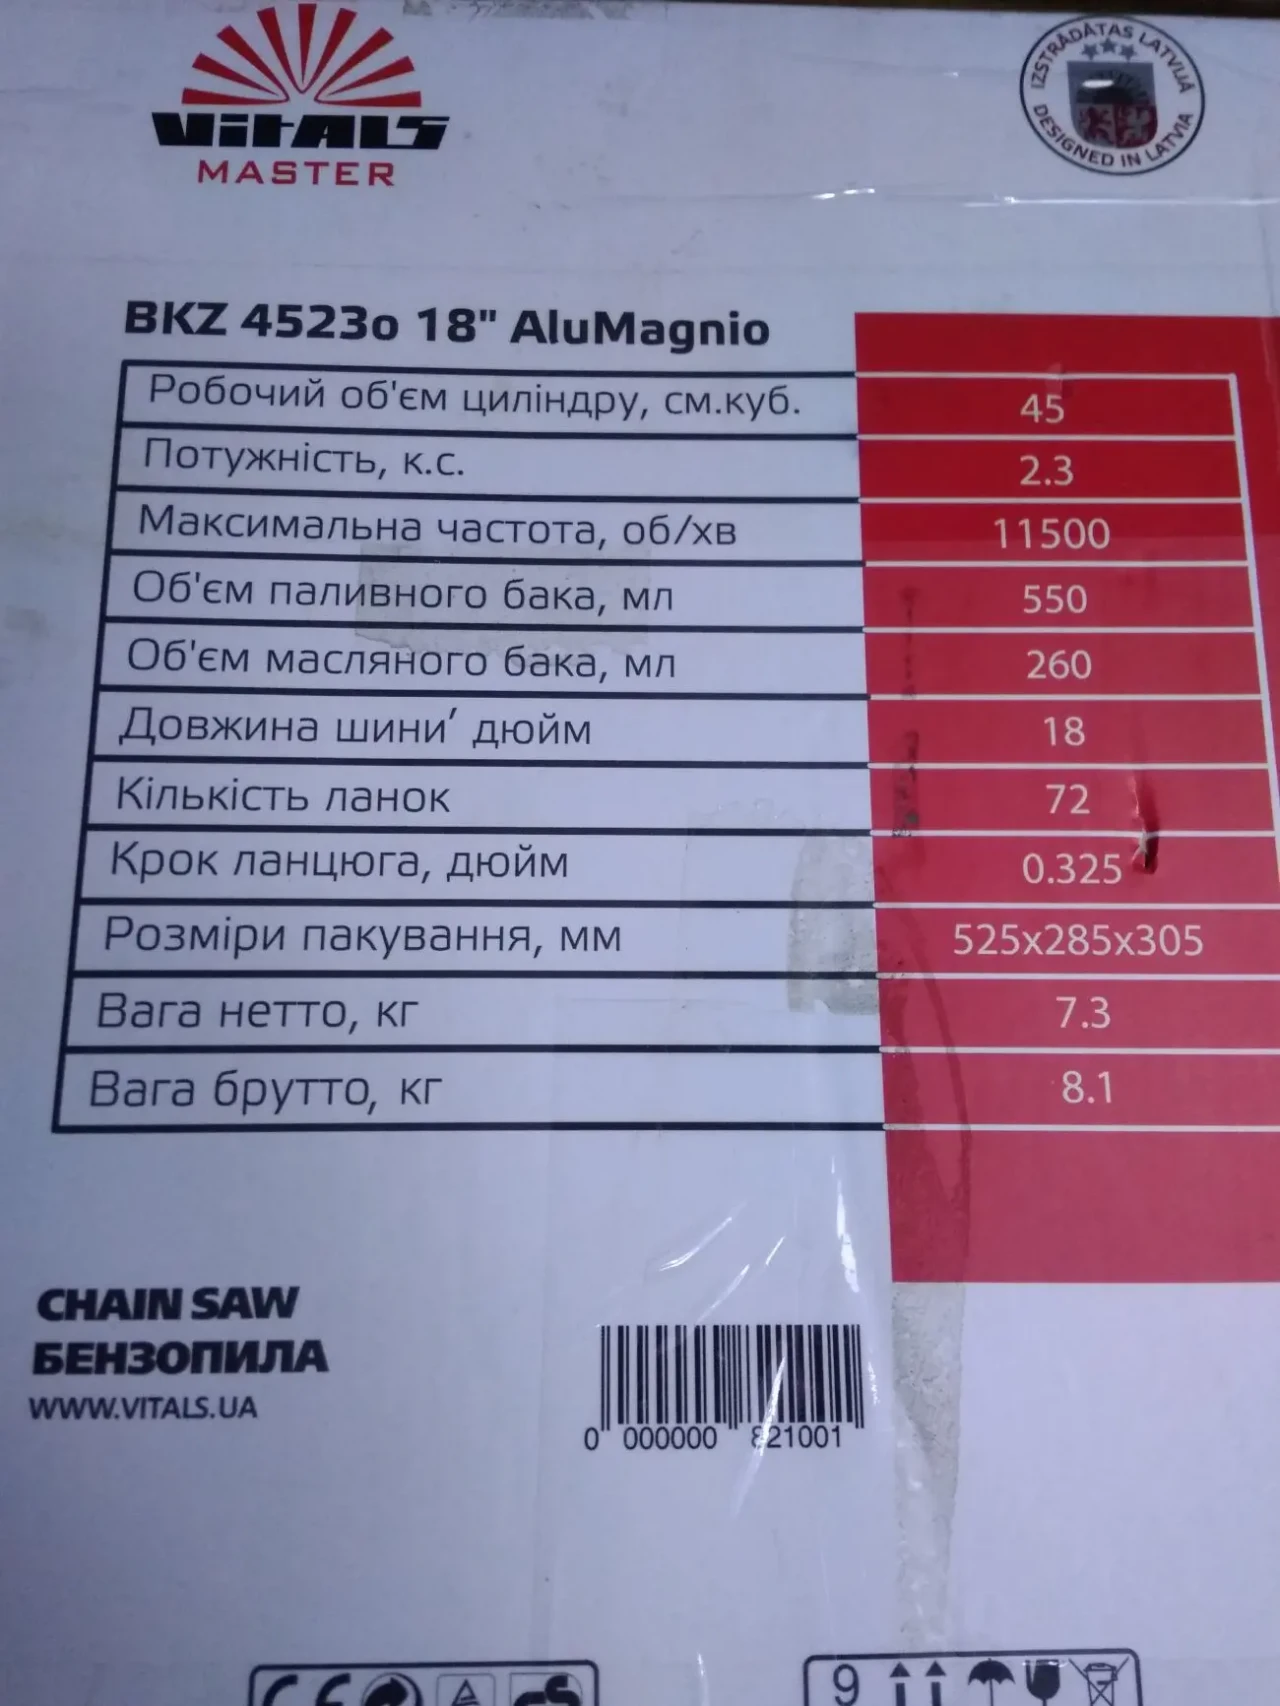 VITALS
MASTER
IZSTRĀDĀTAS LATVIJĀ
DESIGNED IN LATVIA
BKZ 4523o 18" AluMagnio
Робочий об'єм циліндру, см.куб. 45
Потужність, к.с. 2.3
Максимальна частота, об/хв 11500
Об'єм паливного бака, мл 550
Об'єм масляного бака, мл 260
Довжина шини' дюйм 18
Кількість ланок 72
Крок ланцюга, дюйм 0.325
Розміри пакування, мм 525x285x305
Вага нетто, кг 7.3
Вага брутто, кг 8.1
CHAIN SAW
БЕНЗОПИЛА
WWW.VITALS.UA
0 000000 821001
CE GS 9